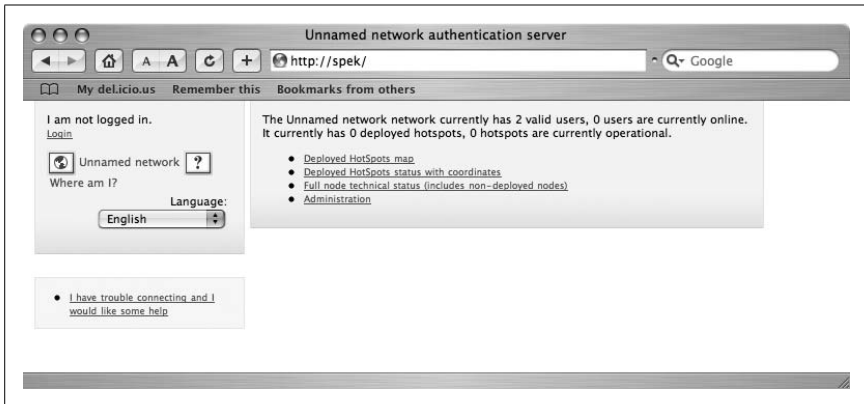 Unnamed network authentication server
A A http://spek/ Google
My del.icio.us Remember this Bookmarks from others
I am not logged in.
Login
Unnamed network ?
Where am I?
Language:
English
I have trouble connecting and I
would like some help
The Unnamed network network currently has 2 valid users, 0 users are currently online.
It currently has 0 deployed hotspots, 0 hotspots are currently operational.
Deployed HotSpots map
Deployed HotSpots status with coordinates
Full node technical status (includes non-deployed nodes)
Administration